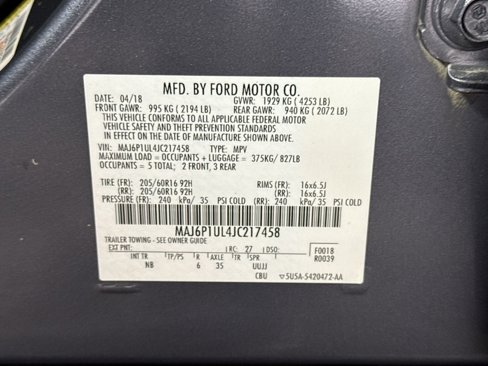 MFD. BY FORD MOTOR CO.
DATE: 04/18 GVWR: 1929 KG ( 4253 LB)
FRONT GAWR: 995 KG ( 2194 LB) REAR GAWR: 940 KG ( 2072 LB)
THIS VEHICLE CONFORMS TO ALL APPLICABLE FEDERAL MOTOR
VEHICLE SAFETY AND THEFT PREVENTION STANDARDS
IN EFFECT ON THE DATE OF MANUFACTURE SHOWN ABOVE.
VIN: MAJ6P1UL4JC217458 TYPE: MPV
MAXIMUM LOAD = OCCUPANTS + LUGGAGE = 375KG/ 827LB
OCCUPANTS = 5 TOTAL; 2 FRONT, 3 REAR
TIRE (FR): 205/60R16 92H RIMS (FR): 16x6.5J
(RR): 205/60R16 92H (RR): 16x6.5J
PRESSURE (FR): 240 kPa/ 35 PSI COLD (RR): 240 kPa/ 35 PSI COLD
MAJ6P1UL4JC217458
TRAILER TOWING - SEE OWNER GUIDE
EXT PNT: RC: 27 DSO: F0018
R0039
INT TR TP/PS R AXLE TR SPR
NB 6 35 UUJJ
CBU 5U5A-5420472-AA